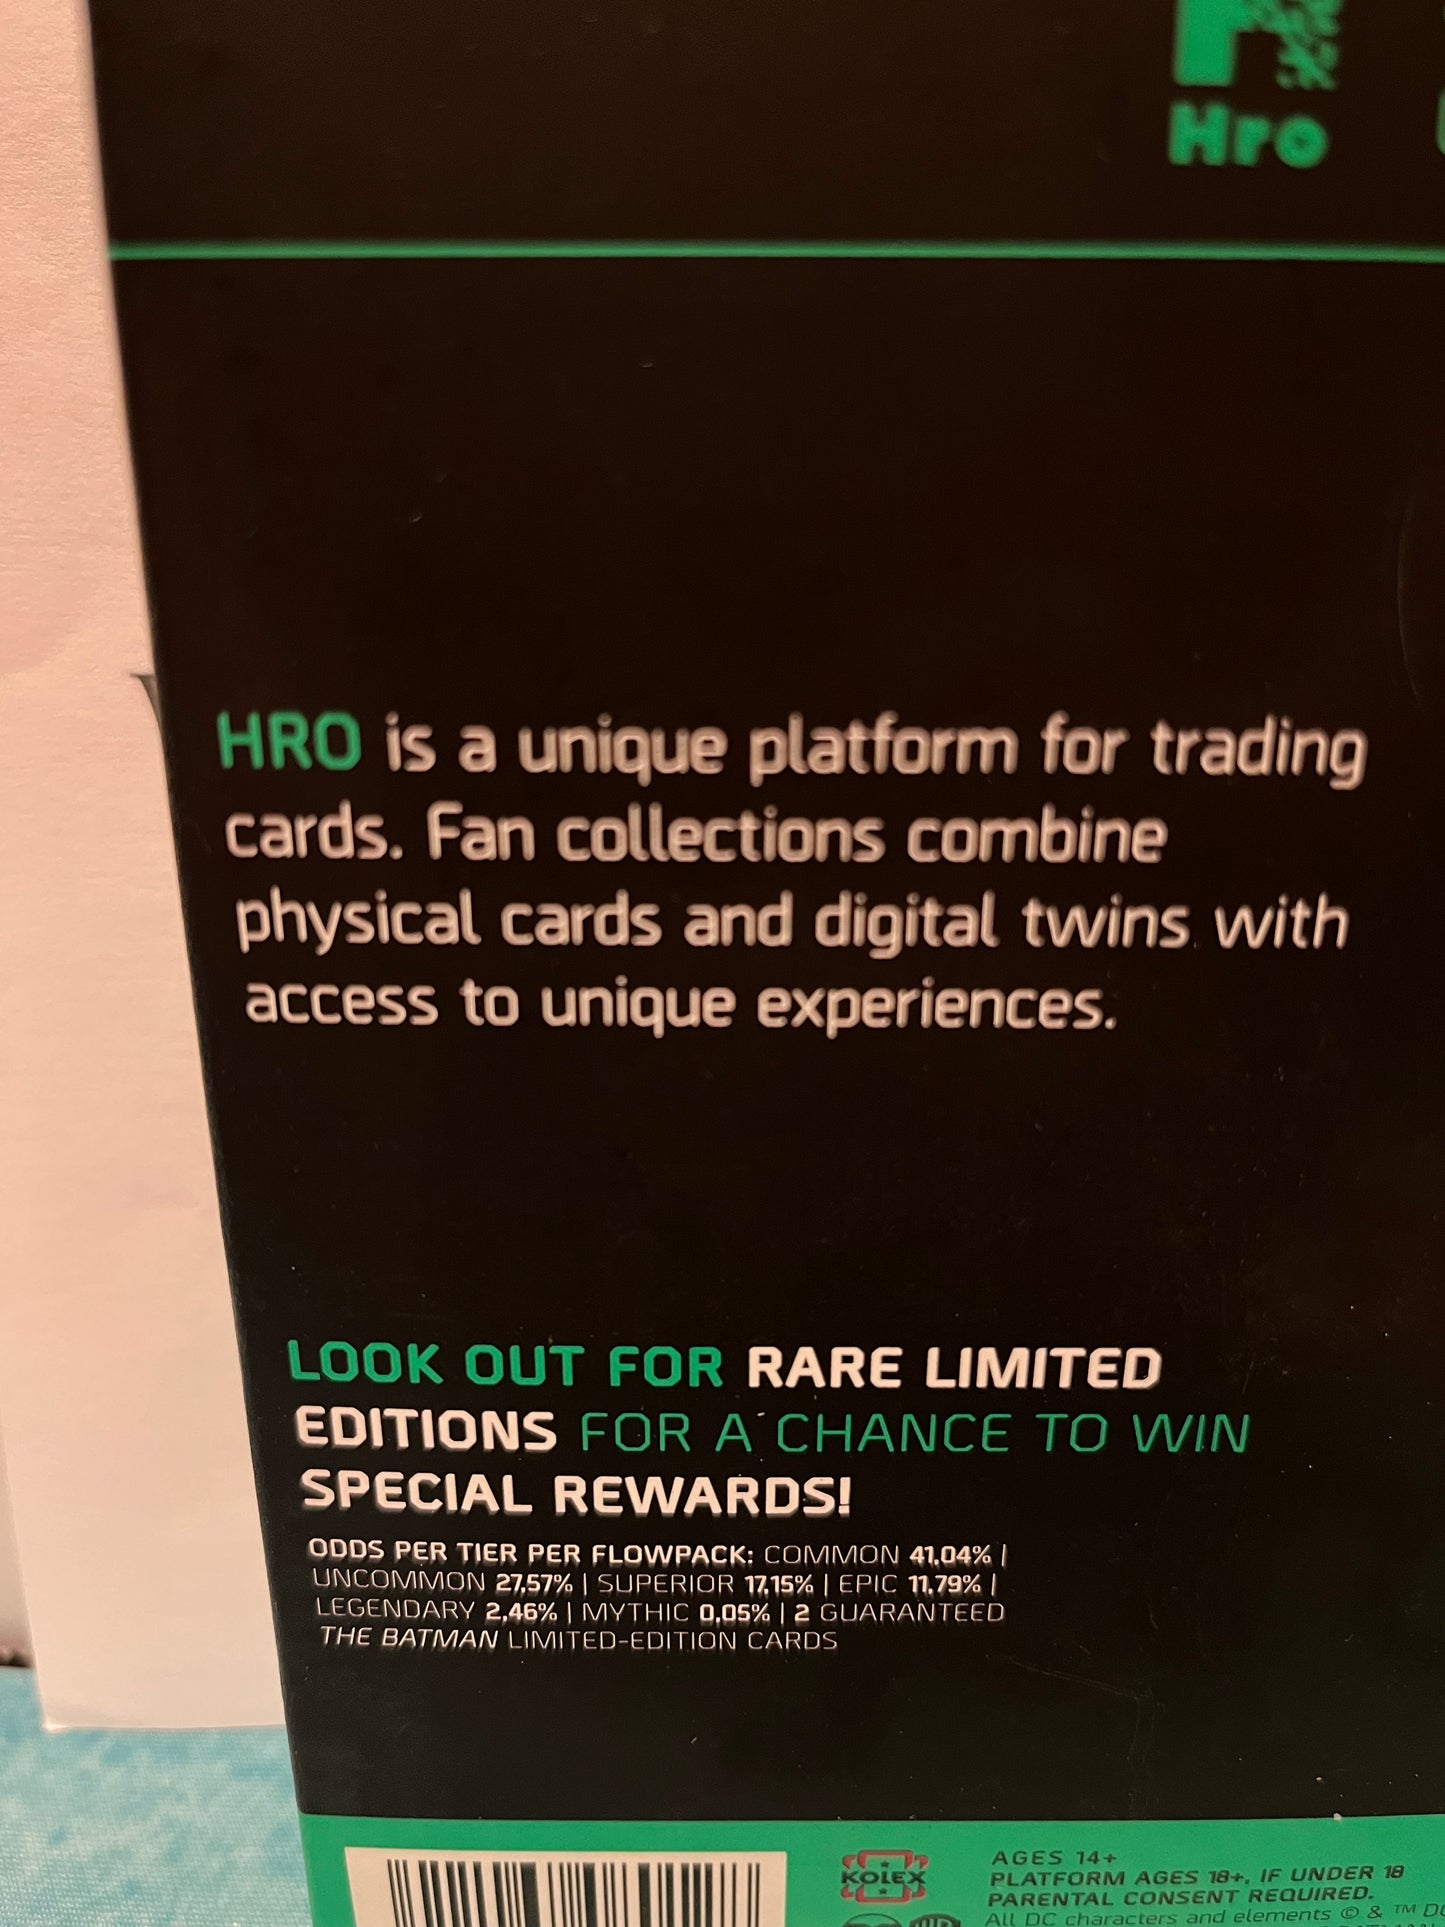 Hro
HRO is a unique platform for trading
cards. Fan collections combine
physical cards and digital twins with
access to unique experiences.
LOOK OUT FOR RARE LIMITED
EDITIONS FOR A CHANCE TO WIN
SPECIAL REWARDS!
ODDS PER TIER PER FLOWPACK: COMMON 41,04% |
UNCOMMON 27,57% | SUPERIOR 17,15% | EPIC 11,79% |
LEGENDARY 2,46% | MYTHIC 0,05% | 2 GUARANTEED
THE BATMAN LIMITED-EDITION CARDS
KOLEX
AGES 14+
PLATFORM AGES 18+, IF UNDER 18
PARENTAL CONSENT REQUIRED.
All DC characters and elements © & ™